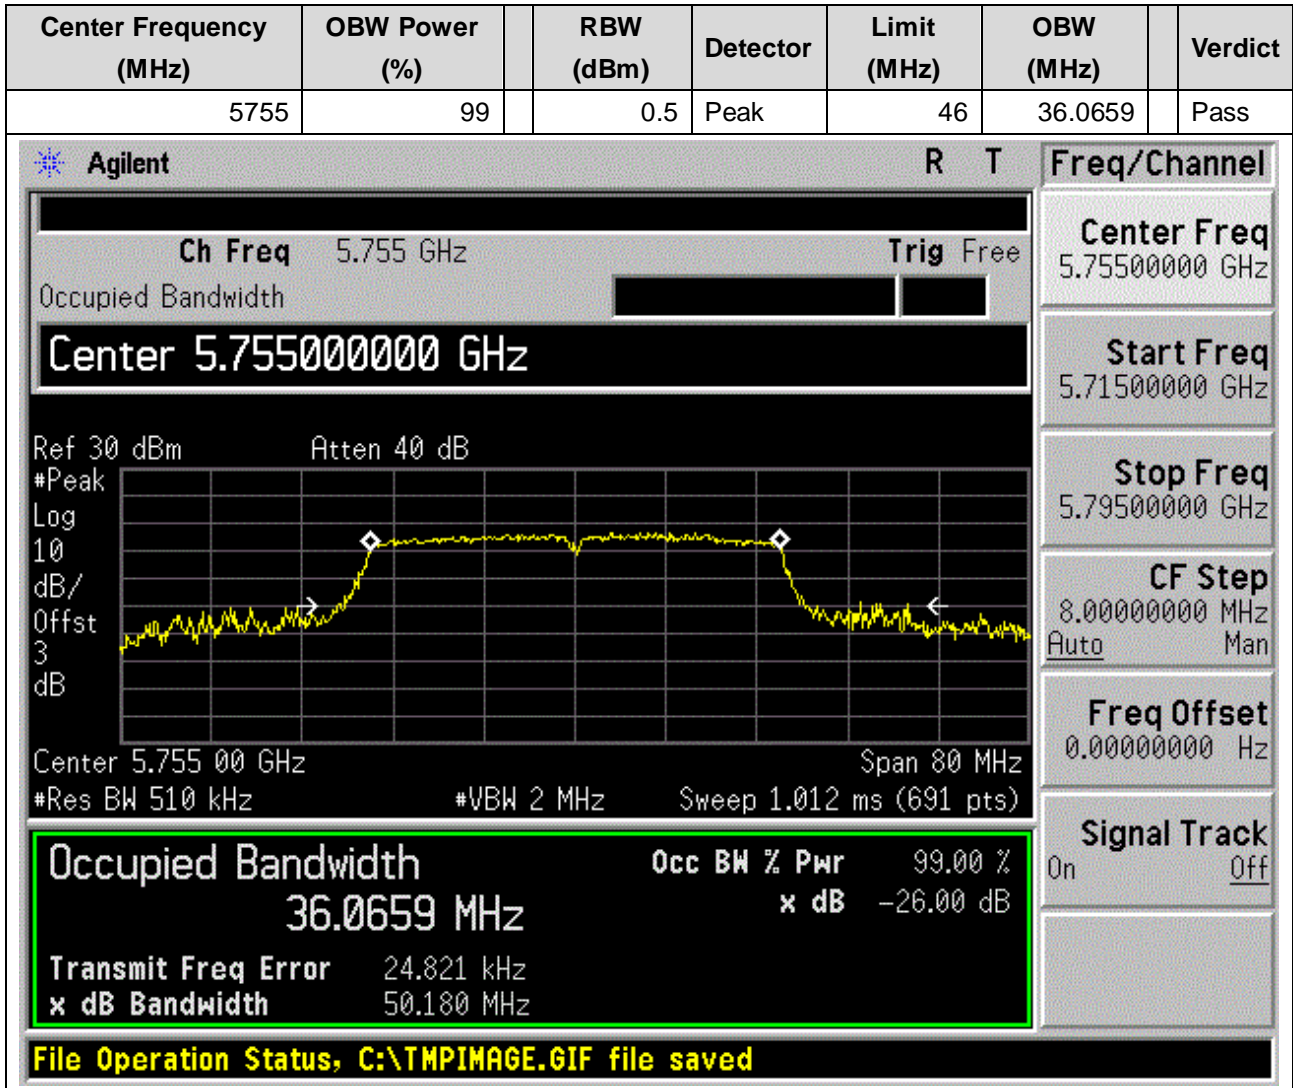 Center Frequency (MHz) OBW Power (%) RBW (dBm) Detector Limit (MHz) OBW (MHz) Verdict
5755 99 0.5 Peak 46 36.0659 Pass
Agilent R T Freq/Channel
Ch Freq 5.755 GHz Trig Free
Occupied Bandwidth
Center 5.755000000 GHz
Ref 30 dBm Atten 40 dB
#Peak
Log
10
dB/
Offst
3
dB
Center 5.755 00 GHz Span 80 MHz
#Res BW 510 kHz #VBW 2 MHz Sweep 1.012 ms (691 pts)
Occupied Bandwidth Occ BW % Pwr 99.00 %
36.0659 MHz x dB -26.00 dB
Transmit Freq Error 24.821 kHz
x dB Bandwidth 50.180 MHz
File Operation Status, C:\TMPIMAGE.GIF file saved
Center Freq
5.75500000 GHz
Start Freq
5.71500000 GHz
Stop Freq
5.79500000 GHz
CF Step
8.00000000 MHz
Auto Man
Freq Offset
0.00000000 Hz
Signal Track
On Off